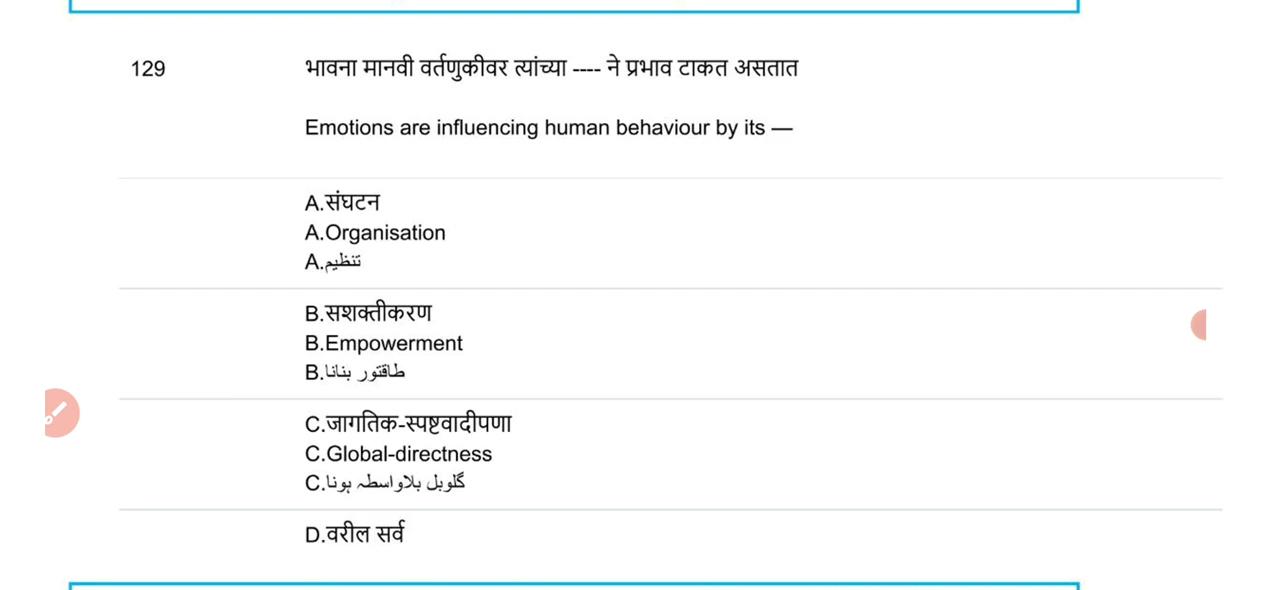 129
भावना मानवी वर्तणुकीवर त्यांच्या ---- ने प्रभाव टाकत असतात
Emotions are influencing human behaviour by its —
A.संघटन
A.Organisation
A.تنظیم
B.सशक्तीकरण
B.Empowerment
B.طاقتور بنانا
C.जागतिक-स्पष्टवादीपणा
C.Global-directness
C.گلوبل بلاواسطہ ہونا
D.वरील सर्व